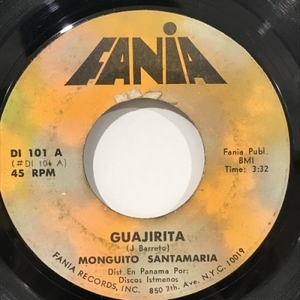 FANIA
DI 101 A
(#DI 104 A)
45 RPM
Fania Publ.
BMI
Time: 3:32
GUAJIRITA
(J Barreto)
MONGUITO SANTAMARIA
Dist En Panama Por:
Discos Istmenos
FANIA RECORDS, INC. 850 7th. Ave. N.Y.C. 10019